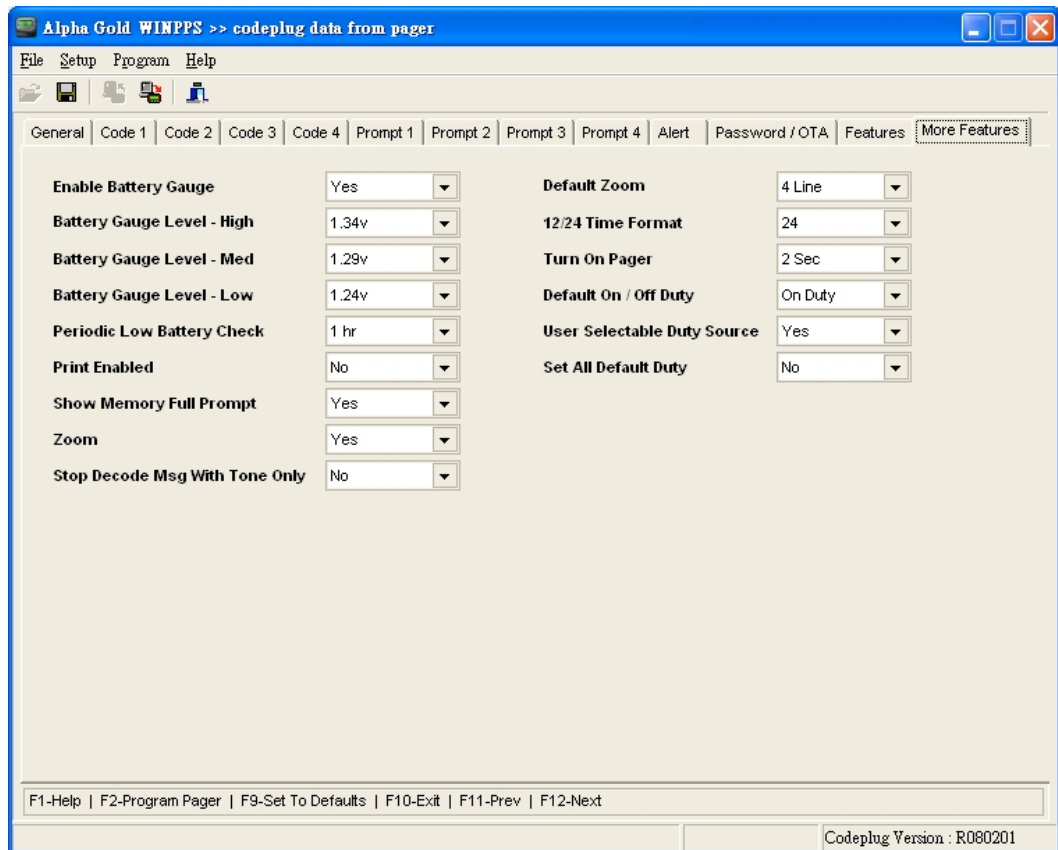 Alpha Gold WINPPS >> codeplug data from pager
File Setup Program Help
General Code 1 Code 2 Code 3 Code 4 Prompt 1 Prompt 2 Prompt 3 Prompt 4 Alert Password / OTA Features More Features
Enable Battery Gauge Yes
Battery Gauge Level - High 1.34v
Battery Gauge Level - Med 1.29v
Battery Gauge Level - Low 1.24v
Periodic Low Battery Check 1 hr
Print Enabled No
Show Memory Full Prompt Yes
Zoom Yes
Stop Decode Msg With Tone Only No
Default Zoom 4 Line
12/24 Time Format 24
Turn On Pager 2 Sec
Default On / Off Duty On Duty
User Selectable Duty Source Yes
Set All Default Duty No
F1-Help | F2-Program Pager | F9-Set To Defaults | F10-Exit | F11-Prev | F12-Next
Codeplug Version : R080201